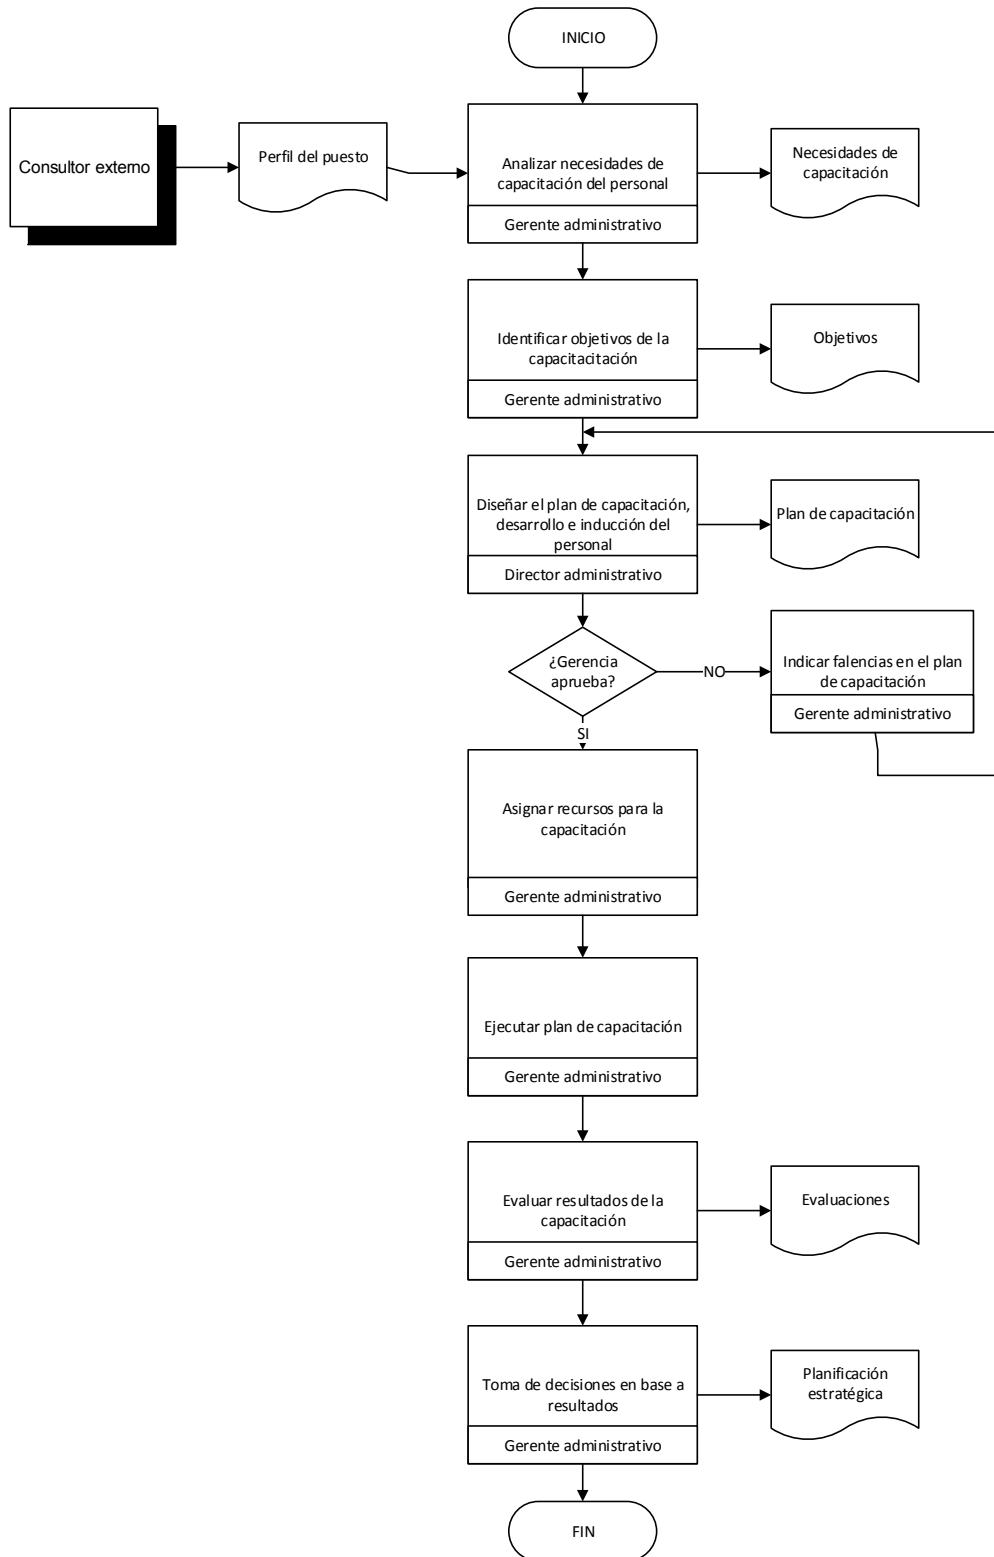 INICIO
Consultor externo
Perfil del puesto
Analizar necesidades de
capacitación del personal
Gerente administrativo
Necesidades de
capacitación
Identificar objetivos de la
capacitacitación
Gerente administrativo
Objetivos
Diseñar el plan de capacitación,
desarrollo e inducción del
personal
Director administrativo
Plan de capacitación
¿Gerencia
aprueba?
NO
Indicar falencias en el plan
de capacitación
Gerente administrativo
SI
Asignar recursos para la
capacitación
Gerente administrativo
Ejecutar plan de capacitación
Gerente administrativo
Evaluar resultados de la
capacitación
Gerente administrativo
Evaluaciones
Toma de decisiones en base a
resultados
Gerente administrativo
Planificación
estratégica
FIN